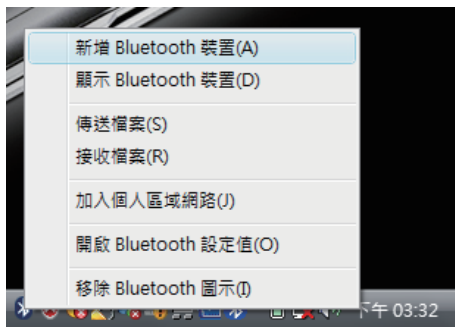 新增 Bluetooth 裝置(A)
顯示 Bluetooth 裝置(D)
傳送檔案(S)
接收檔案(R)
加入個人區域網路(J)
開啟 Bluetooth 設定值(O)
移除 Bluetooth 圖示(I)
下午 03:32